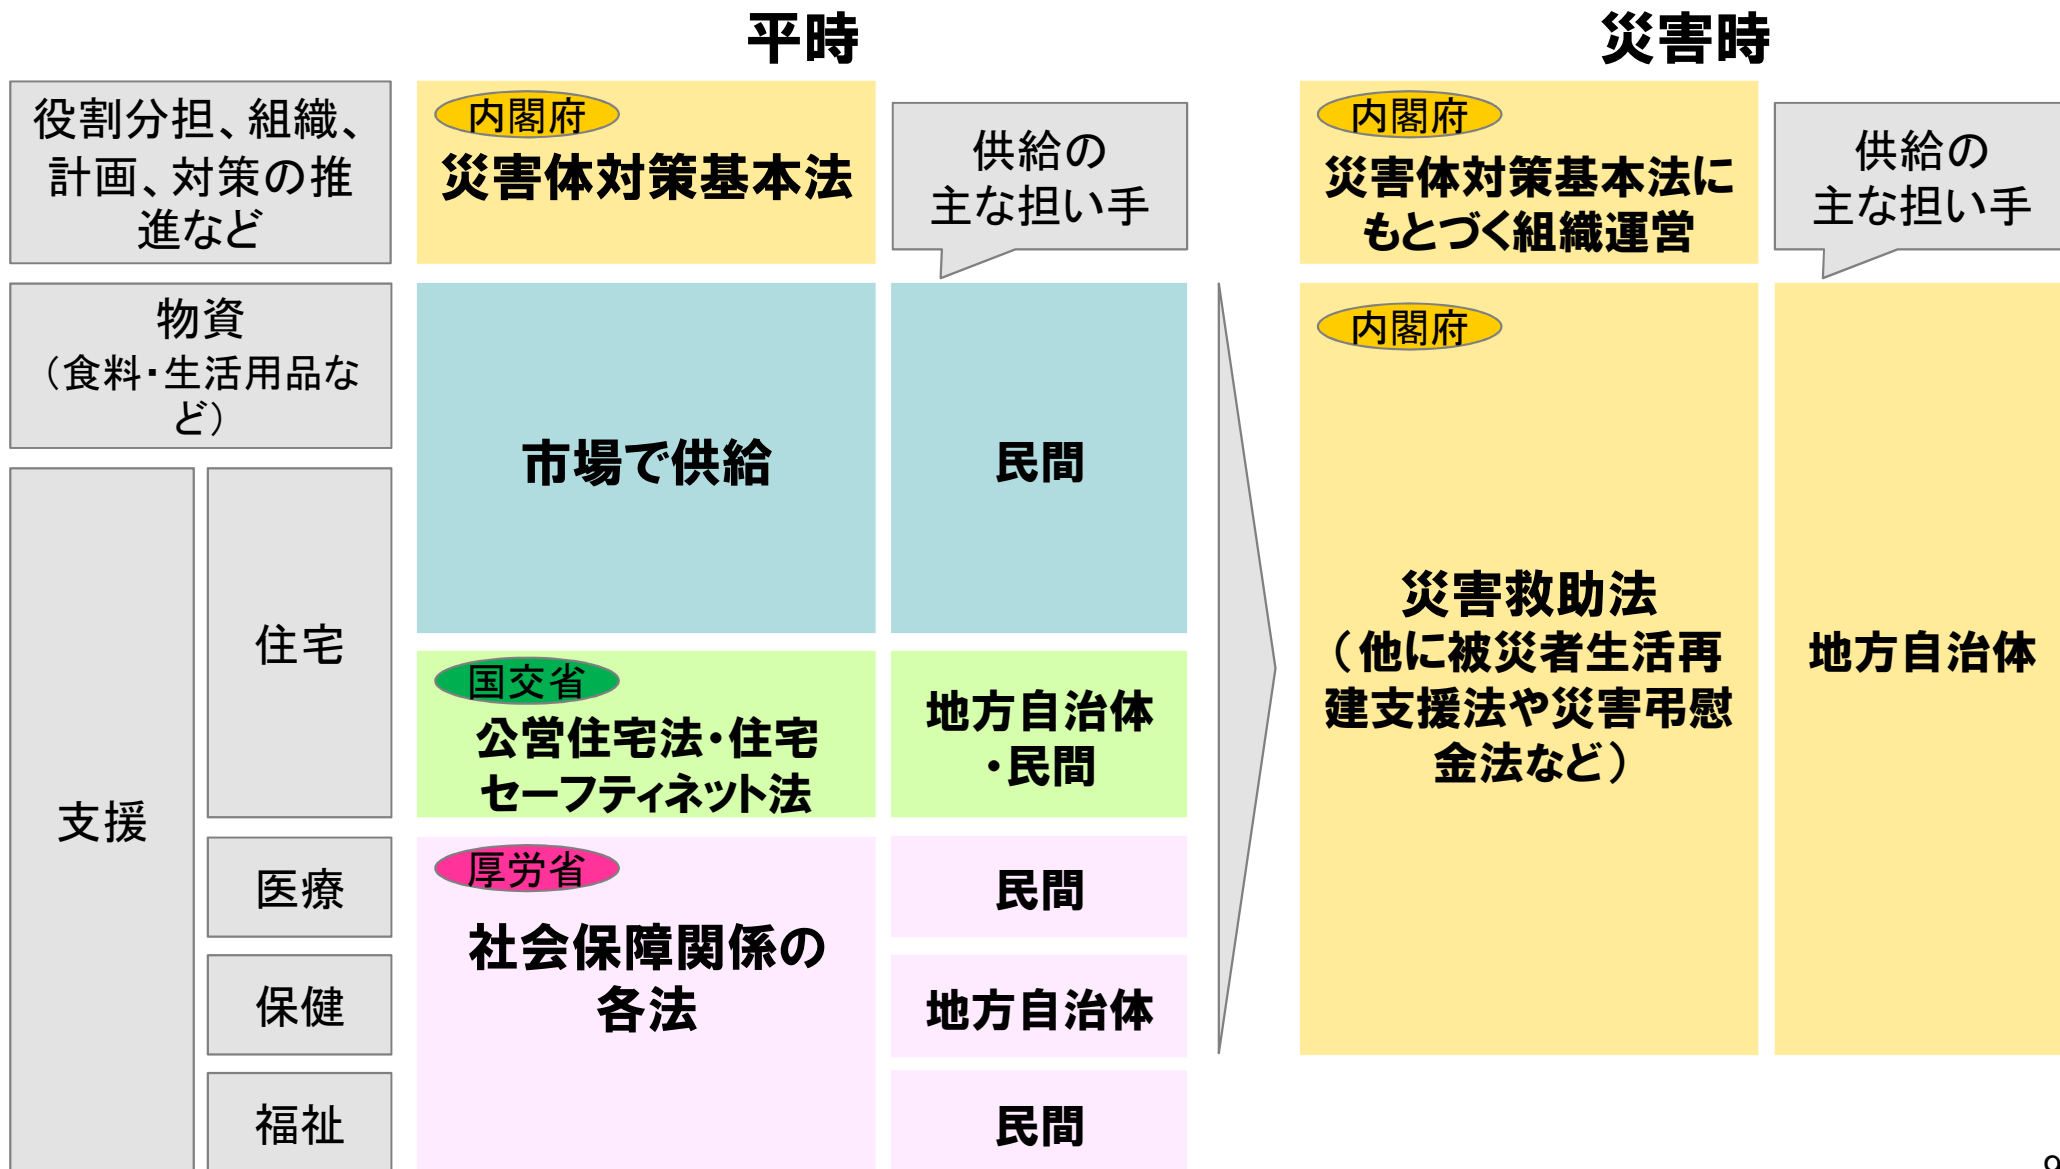 平時
災害時
役割分担、組織、
計画、対策の推
進など
内閣府
災害体対策基本法
供給の
主な担い手
内閣府
災害体対策基本法に
もとづく組織運営
供給の
主な担い手
物資
（食料・生活用品な
ど）
市場で供給
民間
内閣府
災害救助法
（他に被災者生活再
建支援法や災害弔慰
金法など）
地方自治体
支援
住宅
国交省
公営住宅法・住宅
セーフティネット法
地方自治体
・民間
医療
厚労省
社会保障関係の
各法
民間
保健
地方自治体
福祉
民間
9